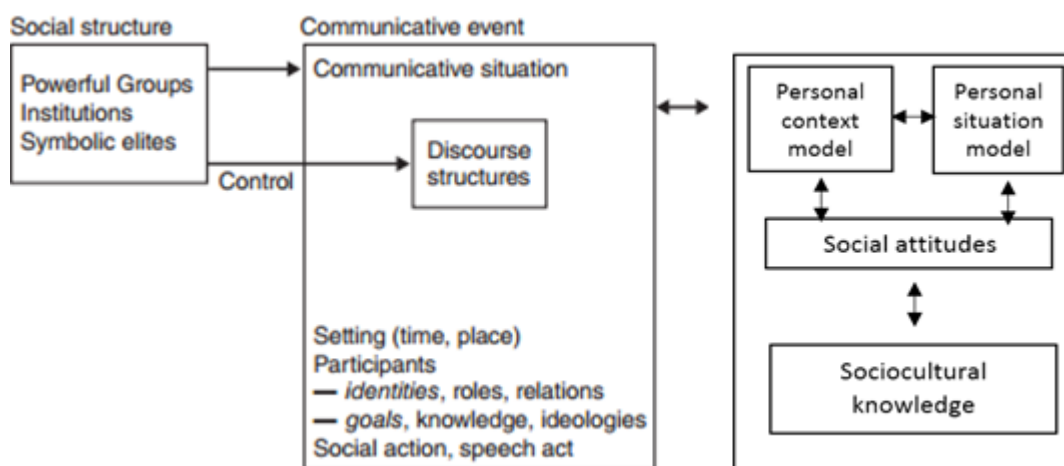 Social structure
Powerful Groups
Institutions
Symbolic elites
Control
Communicative event
Communicative situation
Discourse
structures
Setting (time, place)
Participants
— identities, roles, relations
— goals, knowledge, ideologies
Social action, speech act
Personal
context
model
Personal
situation
model
Social attitudes
Sociocultural
knowledge